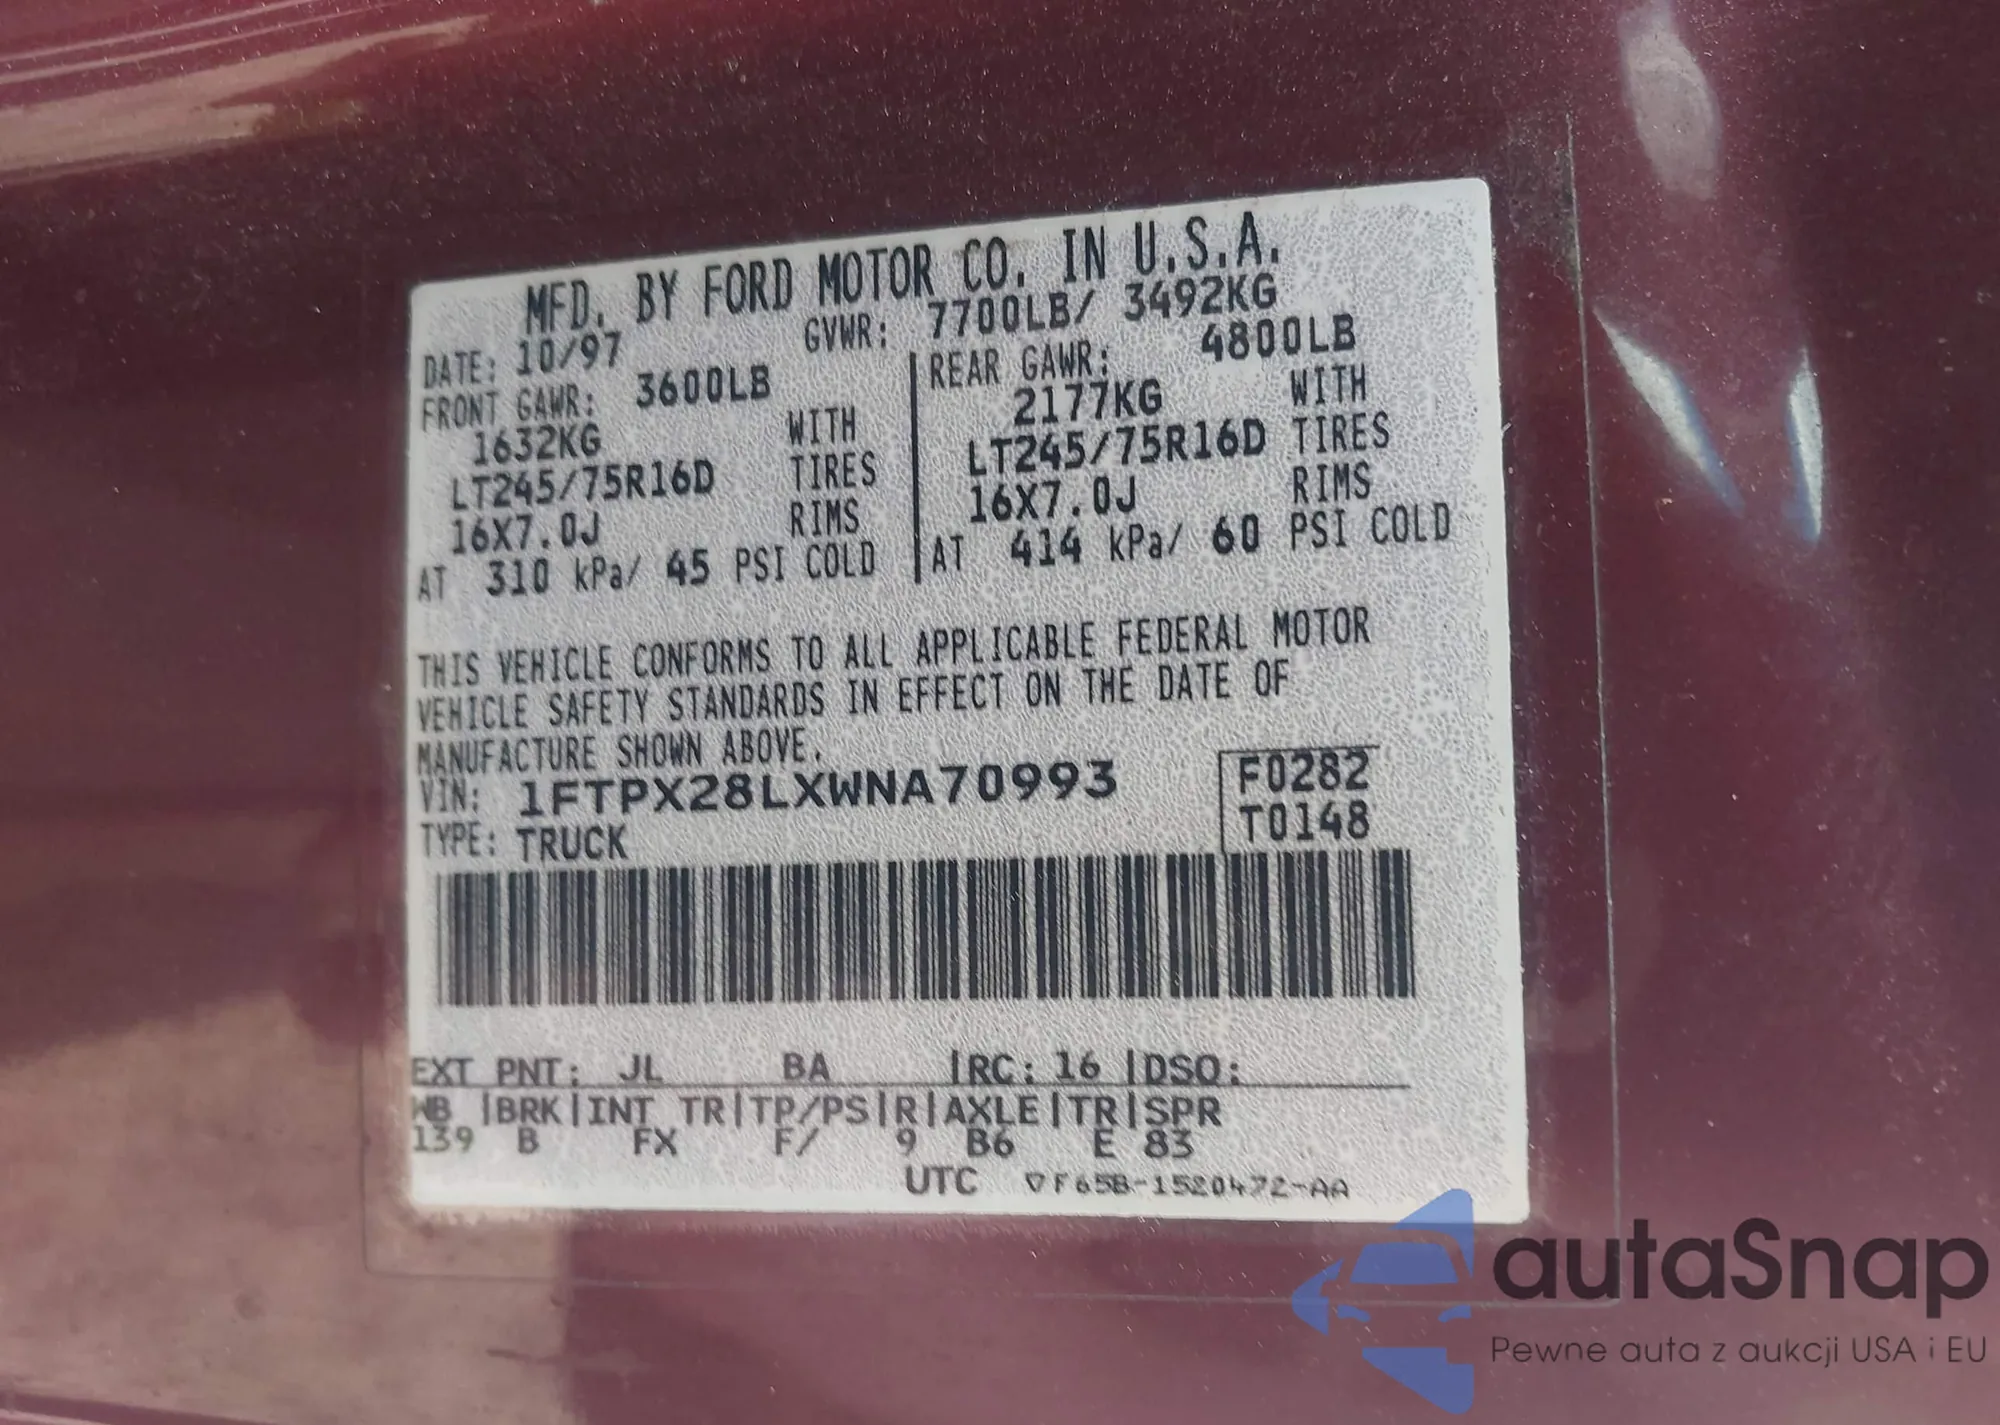 MFD. BY FORD MOTOR CO. IN U.S.A.
DATE: 10/97 GVWR: 7700LB/ 3492KG
FRONT GAWR: 3600LB
1632KG WITH
LT245/75R16D TIRES
16X7.0J RIMS
AT 310 kPa/ 45 PSI COLD
REAR GAWR: 4800LB
2177KG WITH
LT245/75R16D TIRES
16X7.0J RIMS
AT 414 kPa/ 60 PSI COLD
THIS VEHICLE CONFORMS TO ALL APPLICABLE FEDERAL MOTOR
VEHICLE SAFETY STANDARDS IN EFFECT ON THE DATE OF
MANUFACTURE SHOWN ABOVE.
VIN: 1FTPX28LXWNA70993 F0282
TYPE: TRUCK T0148
EXT PNT: JL BA |RC: 16 |DSO:
WB |BRK|INT TR|TP/PS|R|AXLE|TR|SPR
139 B FX F/ 9 B6 E 83
UTC ▽F65B-1520472-AA
autaSnap
Pewne auta z aukcji USA i EU